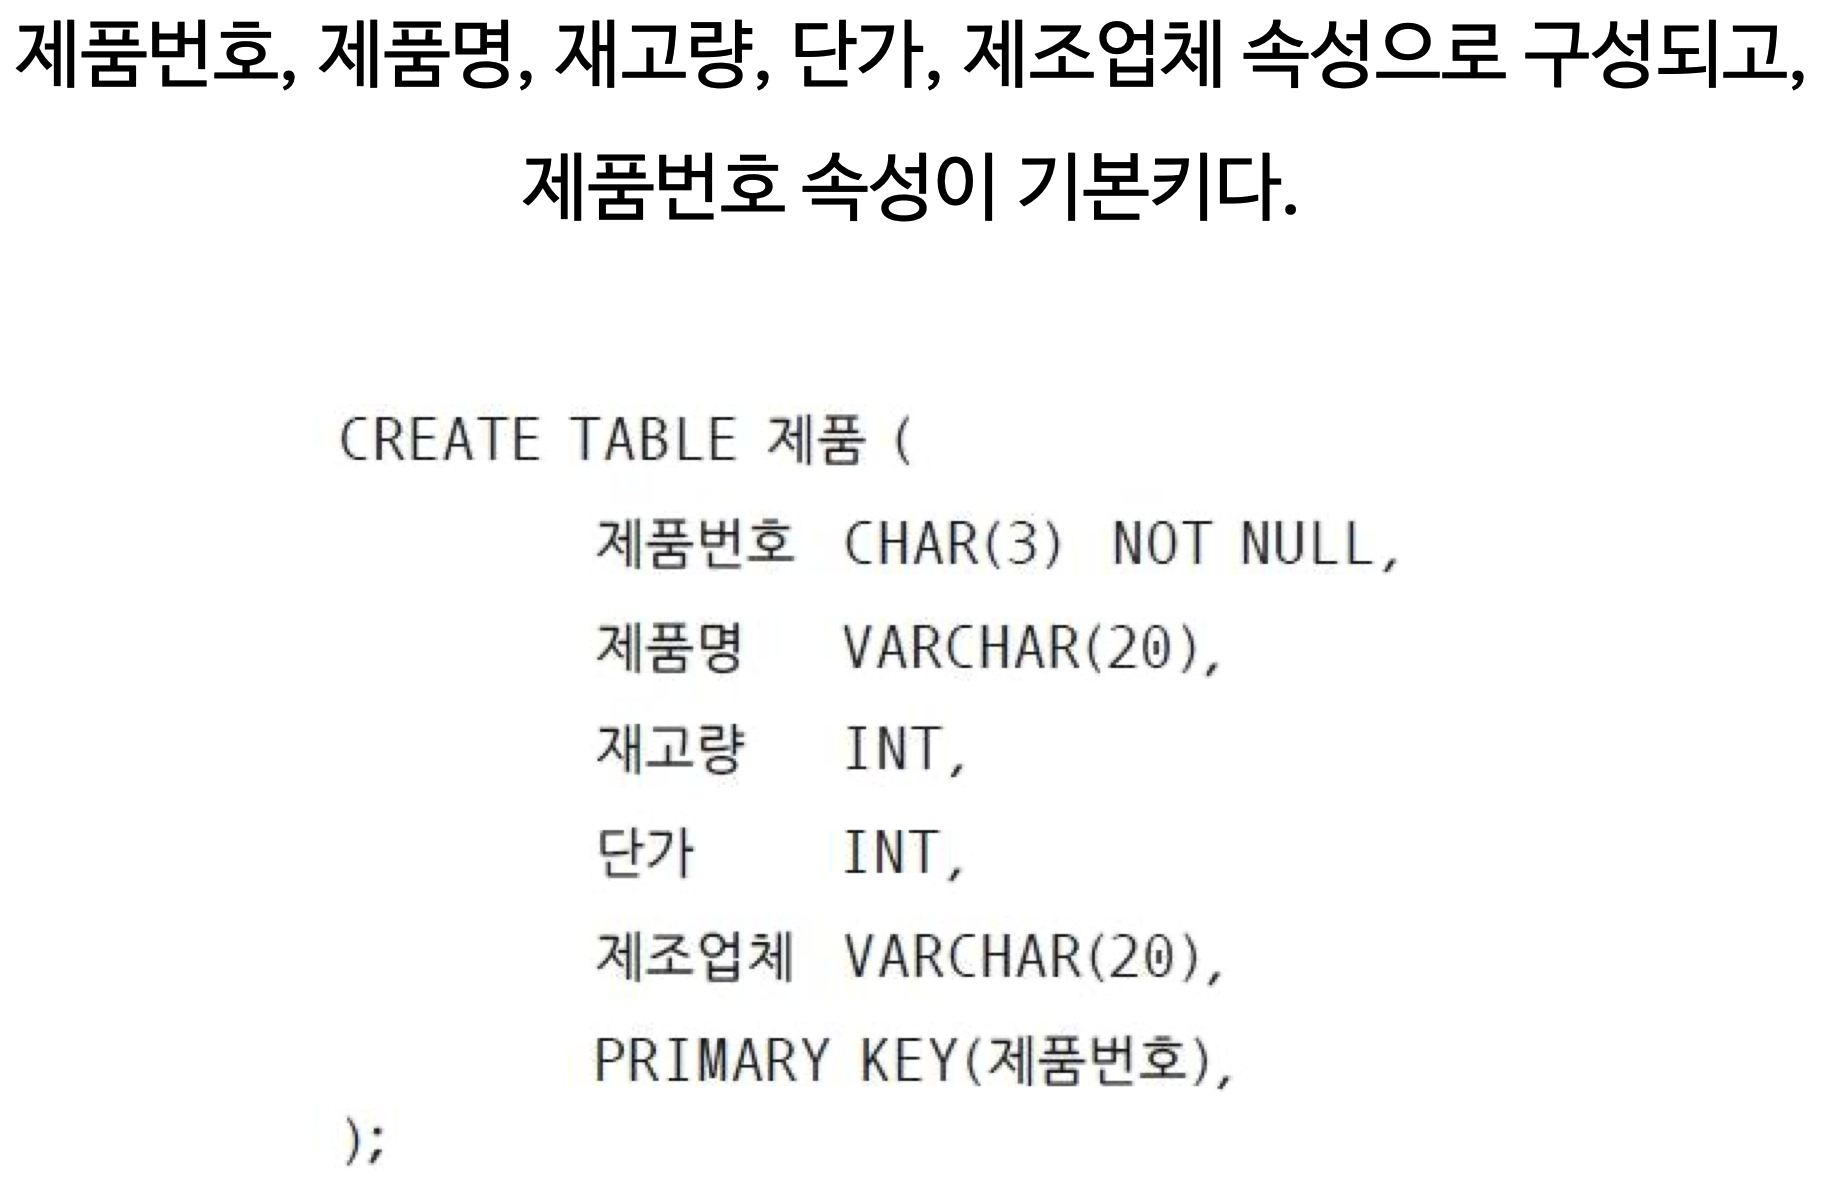 제품번호, 제품명, 재고량, 단가, 제조업체 속성으로 구성되고,
제품번호 속성이 기본키다.
CREATE TABLE 제품 (
제품번호 CHAR(3) NOT NULL,
제품명 VARCHAR(20),
재고량 INT,
단가 INT,
제조업체 VARCHAR(20),
PRIMARY KEY(제품번호),
);